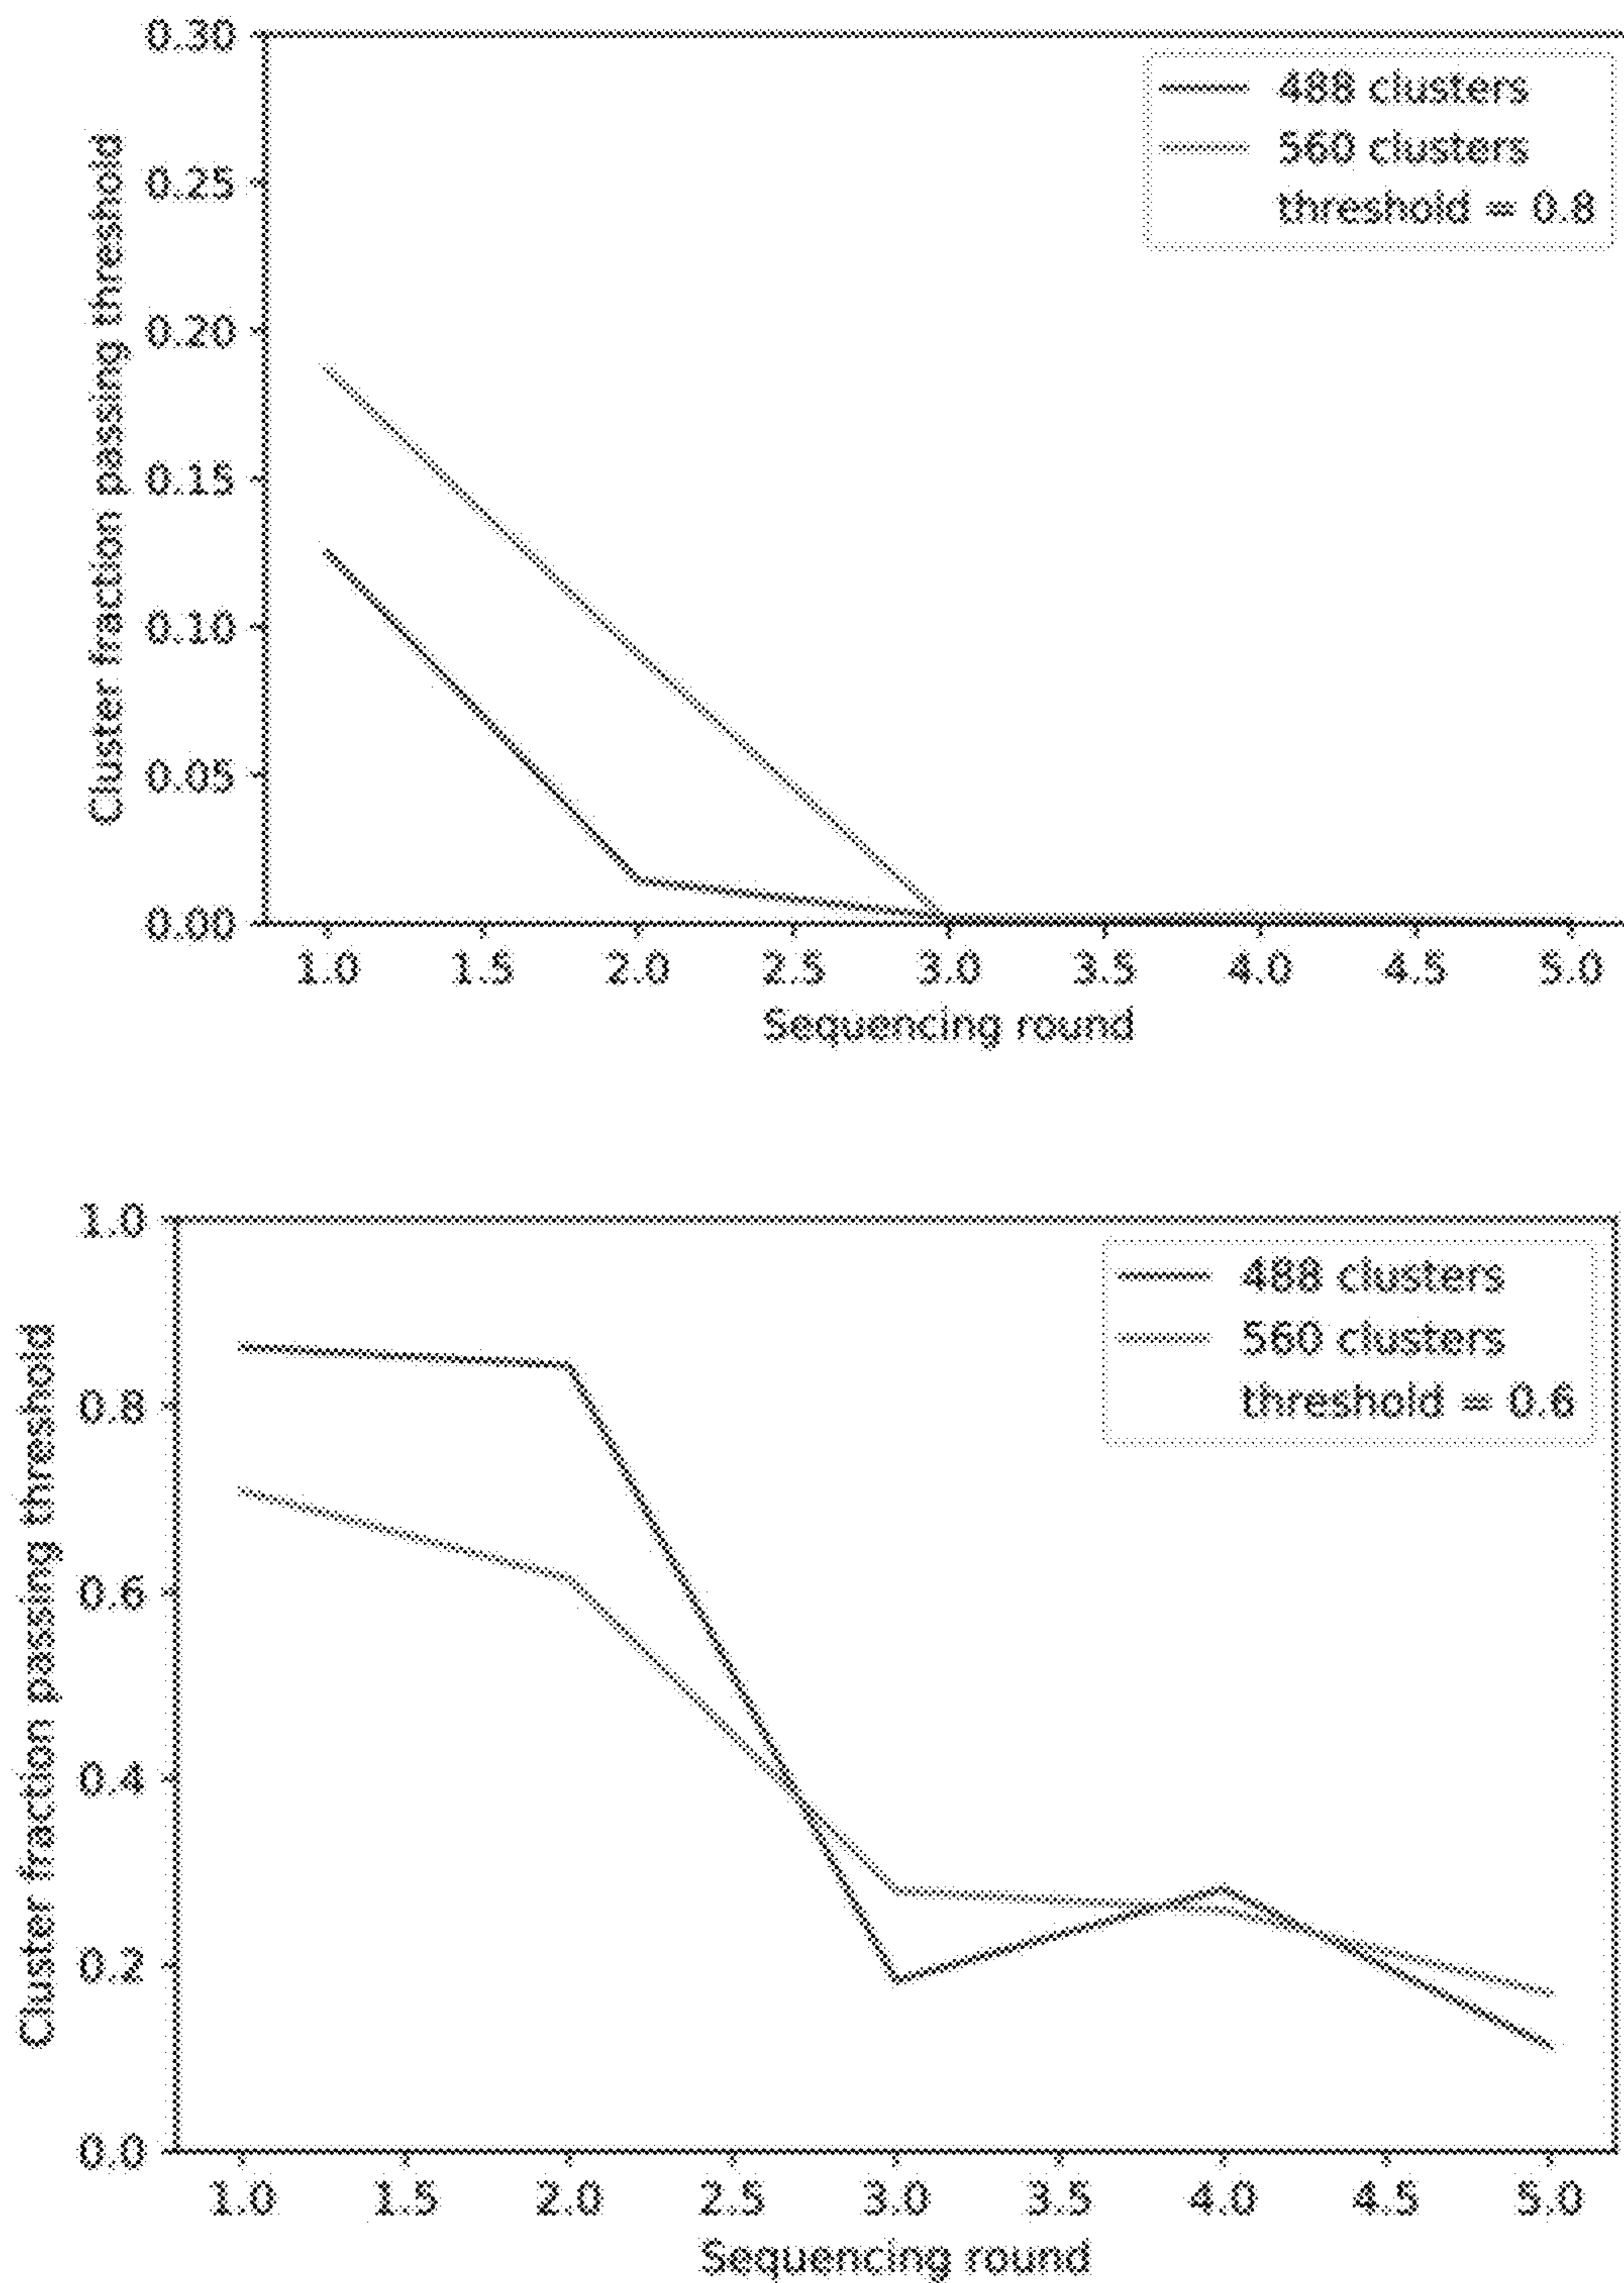 0.30
0.25
0.20
0.15
0.10
0.05
0.00
Cluster fraction passing threshold
488 clusters
560 clusters
threshold = 0.8
1.0 1.5 2.0 2.5 3.0 3.5 4.0 4.5 5.0
Sequencing round
1.0
0.8
0.6
0.4
0.2
0.0
Cluster fraction passing threshold
488 clusters
560 clusters
threshold = 0.6
1.0 1.5 2.0 2.5 3.0 3.5 4.0 4.5 5.0
Sequencing round